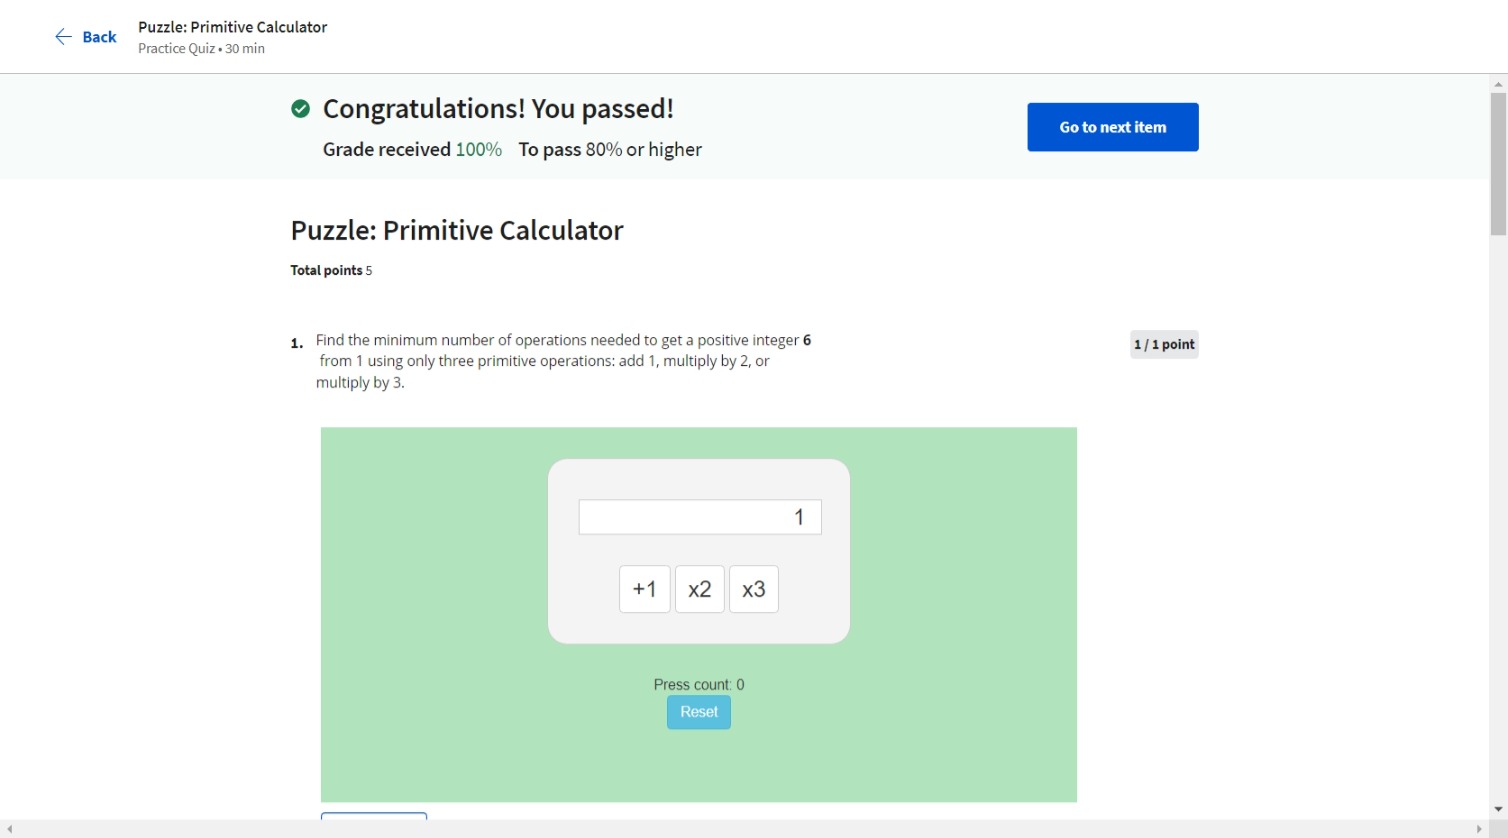 Back
Puzzle: Primitive Calculator
Practice Quiz • 30 min
Congratulations! You passed!
Grade received 100% To pass 80% or higher
Go to next item
Puzzle: Primitive Calculator
Total points 5
1. Find the minimum number of operations needed to get a positive integer 6
from 1 using only three primitive operations: add 1, multiply by 2, or
multiply by 3.
1 / 1 point
1
+1 x2 x3
Press count: 0
Reset